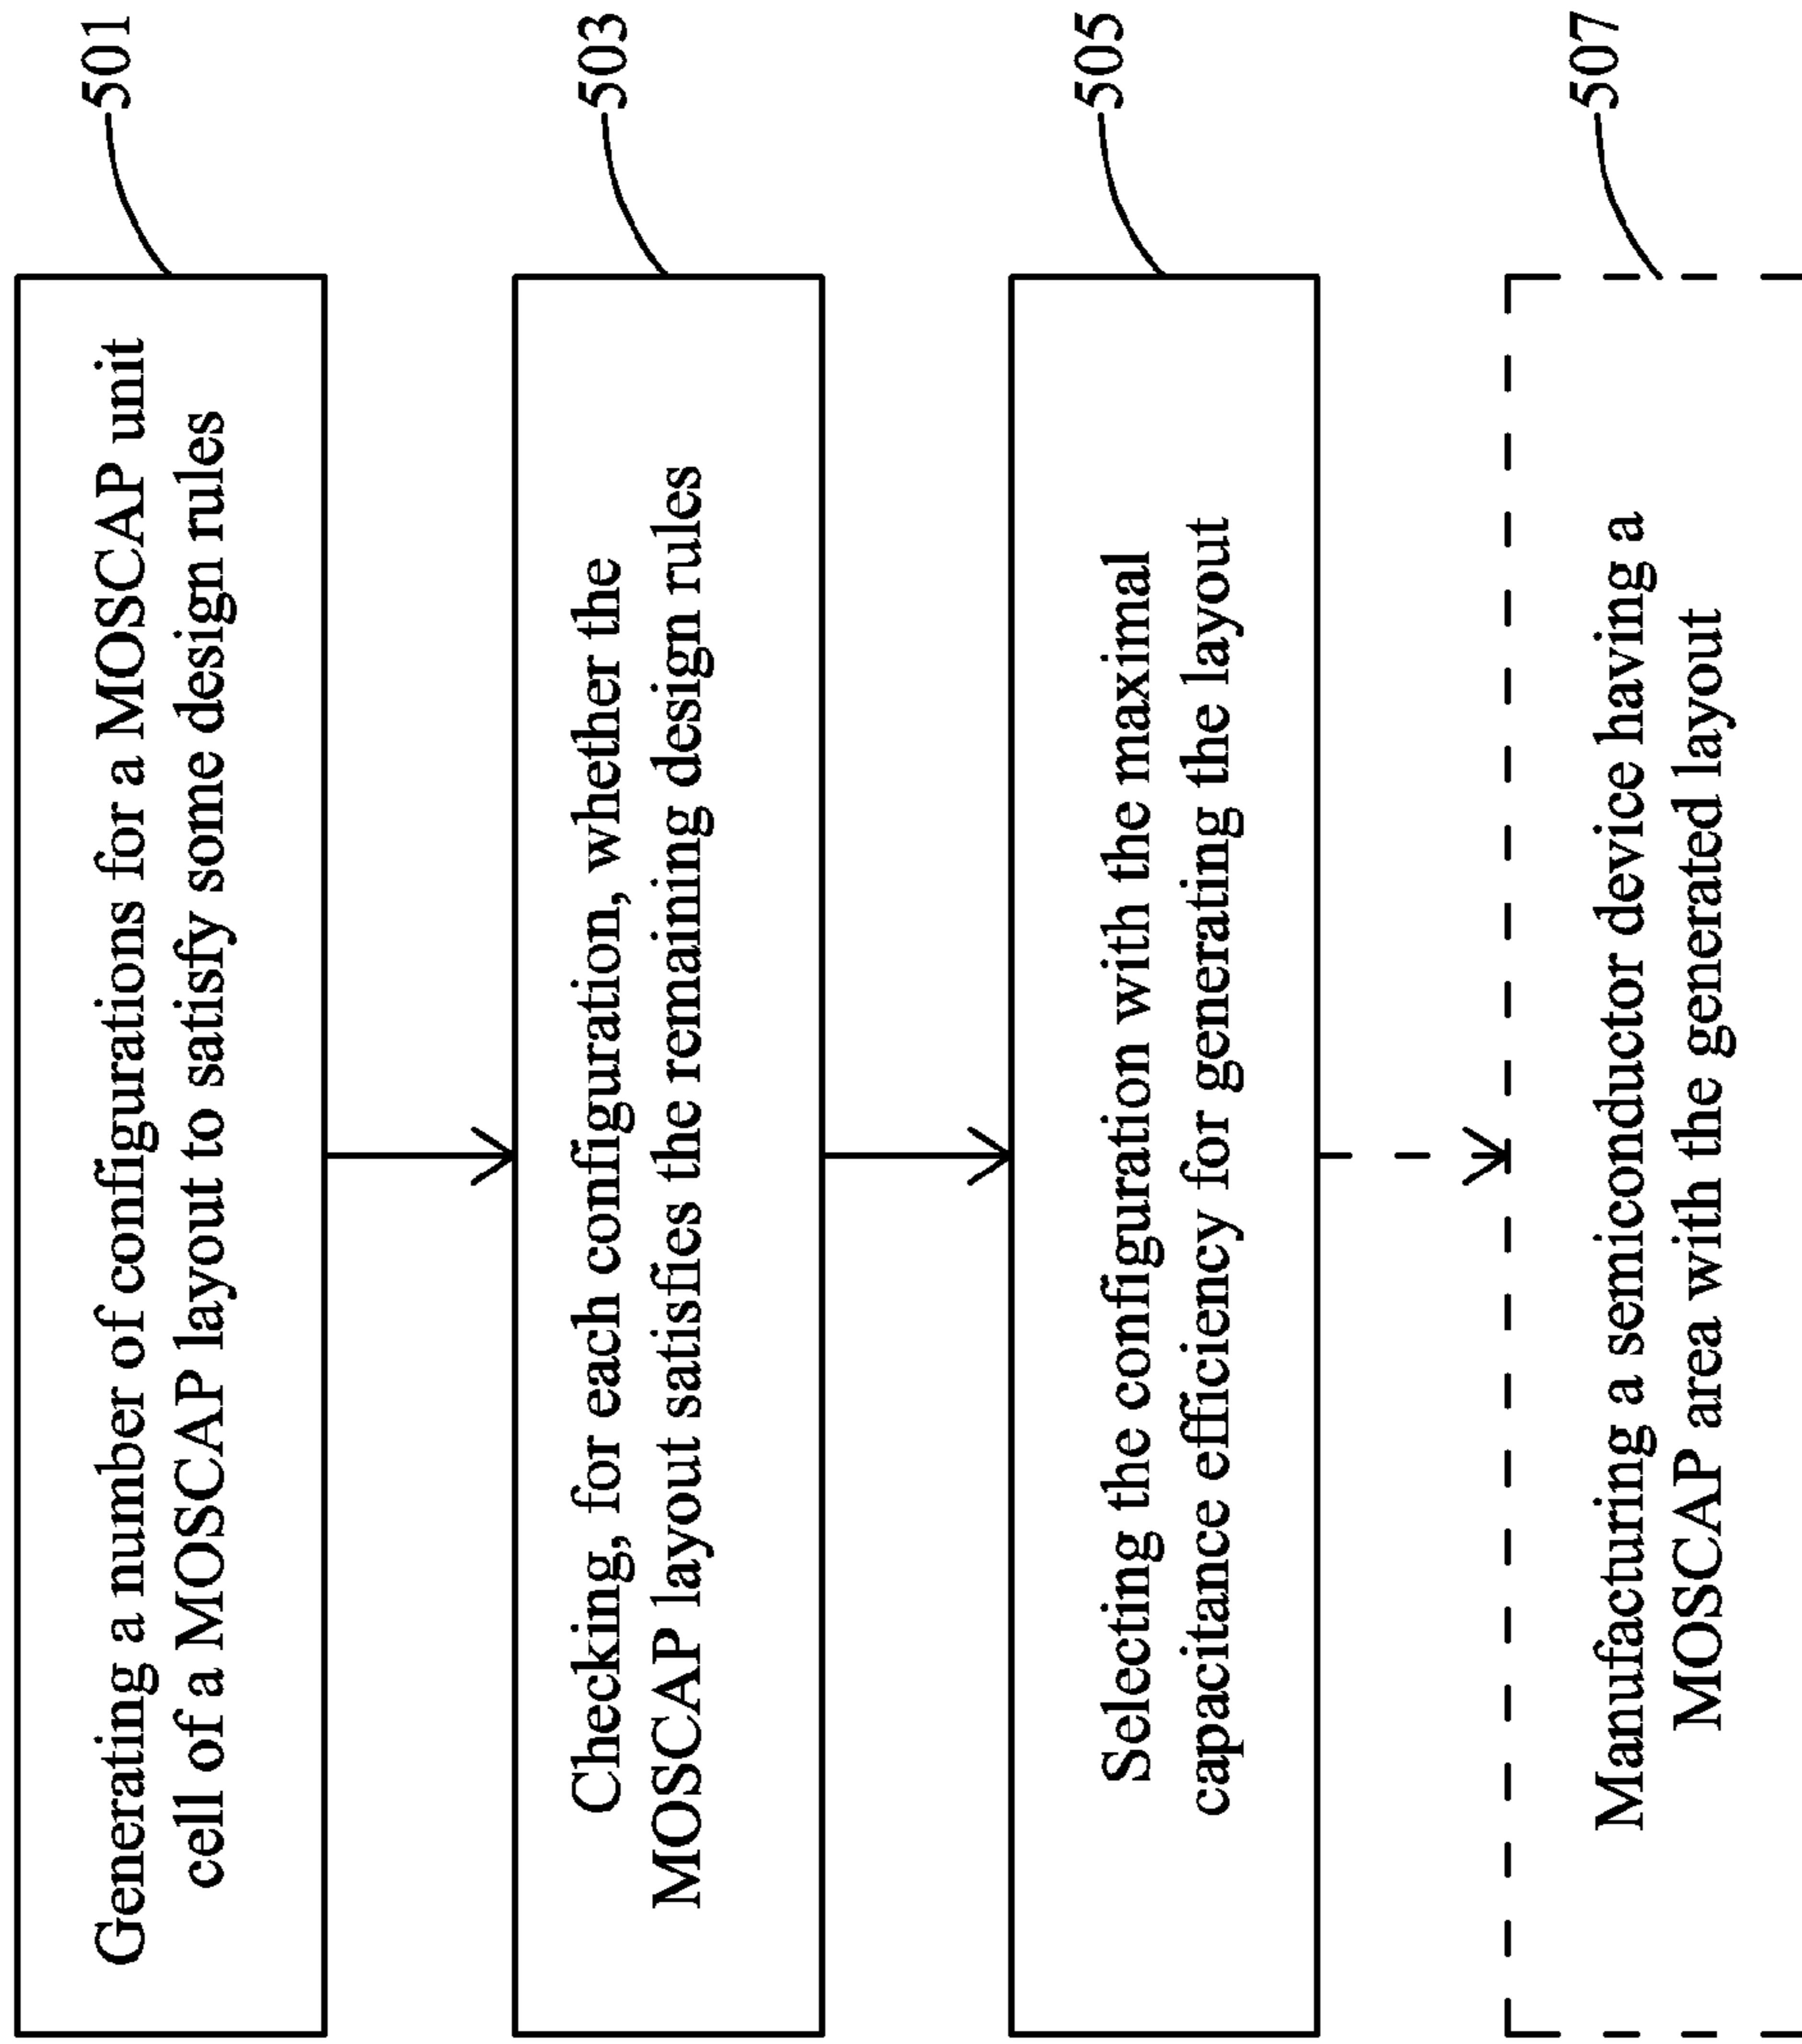 501
Generating a number of configurations for a MOSCAP unit
cell of a MOSCAP layout to satisfy some design rules
503
Checking, for each configuration, whether the
MOSCAP layout satisfies the remaining design rules
505
Selecting the configuration with the maximal
capacitance efficiency for generating the layout
507
Manufacturing a semiconductor device having a
MOSCAP area with the generated layout